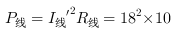 P线 = I线′²R线 = 18²×10